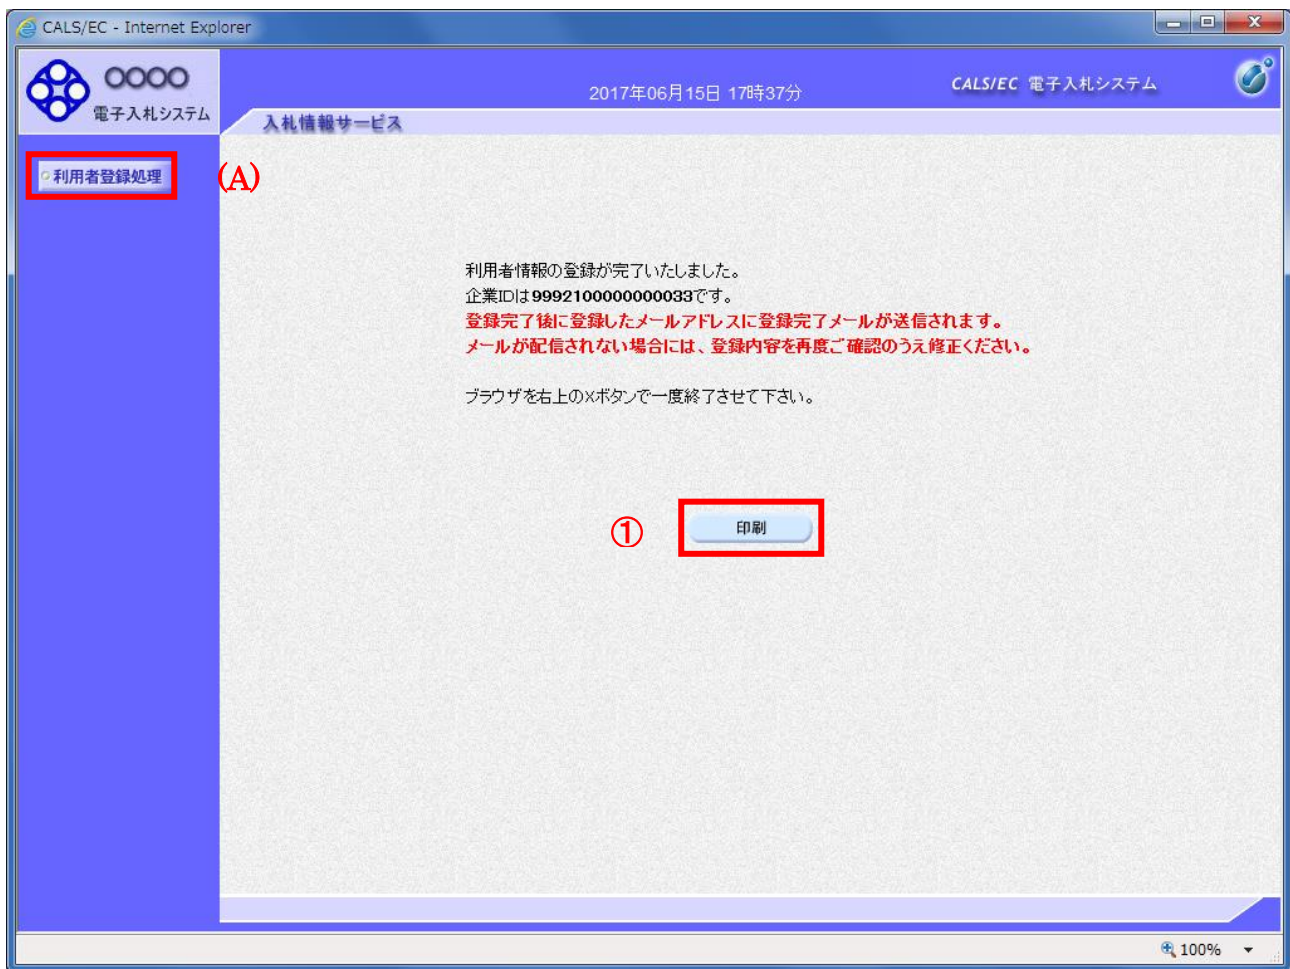 CALS/EC - Internet Explorer
OOOO
電子入札システム
2017年06月15日 17時37分
CALS/EC 電子入札システム
入札情報サービス
利用者登録処理
(A)
利用者情報の登録が完了いたしました。
企業IDは9992100000000033です。
登録完了後に登録したメールアドレスに登録完了メールが送信されます。
メールが配信されない場合には、登録内容を再度ご確認のうえ修正ください。
ブラウザを右上の×ボタンで一度終了させて下さい。
①
印刷
100%